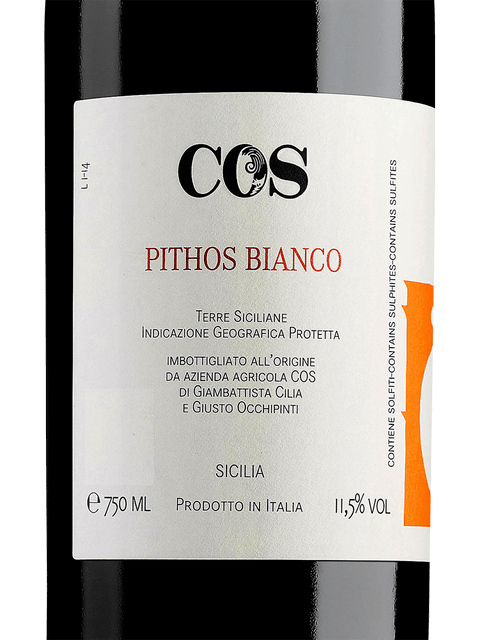 COS
L 1-14
PITHOS BIANCO
TERRE SICILIANE
INDICAZIONE GEOGRAFICA PROTETTA
IMBOTTIGLIATO ALL'ORIGINE
DA AZIENDA AGRICOLA COS
DI GIAMBATTISTA CILIA
E GIUSTO OCCHIPINTI
SICILIA
℮ 750 ML
PRODOTTO IN ITALIA
11,5% VOL
CONTIENE SOLFITI-CONTAINS SULPHITES-CONTAINS SULFITES